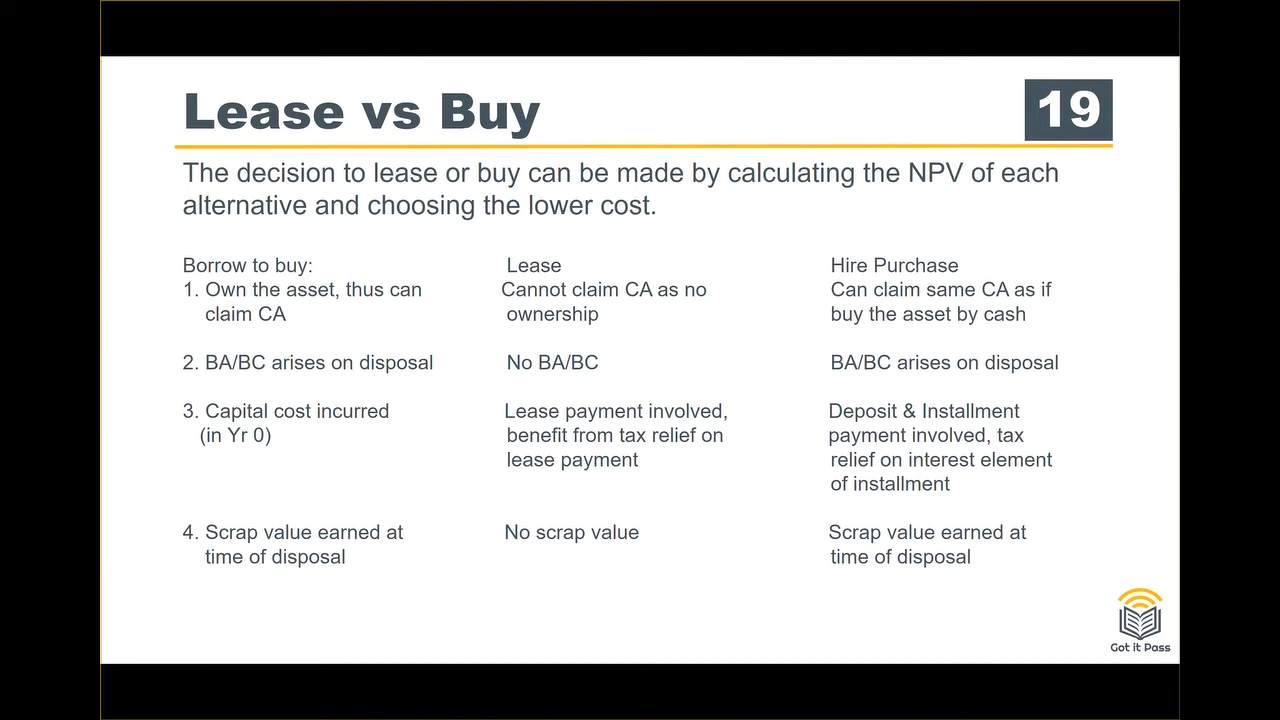 Lease vs Buy
19
The decision to lease or buy can be made by calculating the NPV of each
alternative and choosing the lower cost.
Borrow to buy:
1. Own the asset, thus can
claim CA
2. BA/BC arises on disposal
3. Capital cost incurred
(in Yr 0)
4. Scrap value earned at
time of disposal
Lease
Cannot claim CA as no
ownership
No BA/BC
Lease payment involved,
benefit from tax relief on
lease payment
No scrap value
Hire Purchase
Can claim same CA as if
buy the asset by cash
BA/BC arises on disposal
Deposit & Installment
payment involved, tax
relief on interest element
of installment
Scrap value earned at
time of disposal
Got it Pass